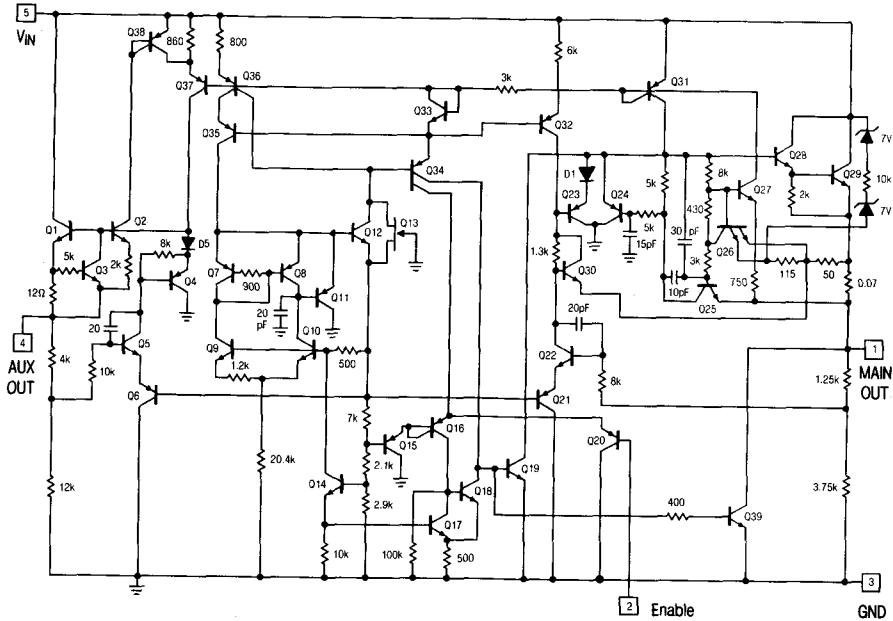 5
VIN
Q38
860
800
6k
Q37
Q36
Q33
3k
Q31
Q35
Q32
Q34
Q28
7V
Q29
D1
Q23
Q24
5k
8k
Q27
2k
10k
7V
430
Q1
Q2
8k
D5
Q12
Q13
5k
15pF
30
pF
Q26
5k
Q3
2k
Q4
Q7
Q8
900
Q11
1.3k
Q30
3k
115
50
0.07
750
10pF
Q25
12Ω
20
20
pF
20pF
4
AUX
OUT
Q5
Q9
Q10
500
Q22
1
MAIN
OUT
4k
10k
1.2k
8k
1.25k
Q6
Q21
7k
Q15
Q16
Q20
20.4k
2.1k
12k
Q14
Q18
Q19
3.75k
2.9k
400
Q17
Q39
10k
100k
500
2
Enable
3
GND